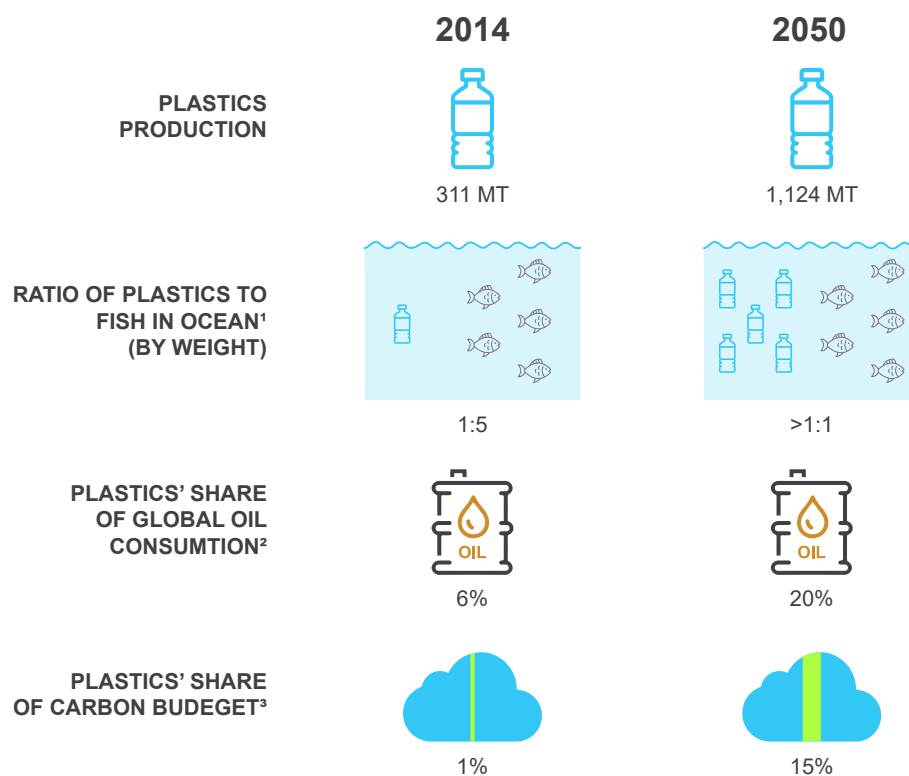 2014 2050
PLASTICS
PRODUCTION
311 MT 1,124 MT
RATIO OF PLASTICS TO
FISH IN OCEAN¹
(BY WEIGHT)
1:5 >1:1
PLASTICS’ SHARE
OF GLOBAL OIL
CONSUMTION²
OIL OIL
6% 20%
PLASTICS’ SHARE
OF CARBON BUDEGET³
1% 15%